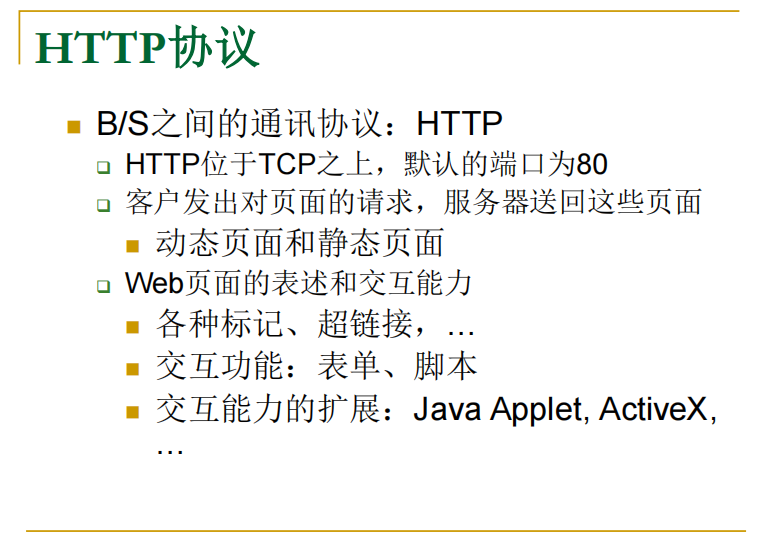 HTTP协议
B/S之间的通讯协议：HTTP
HTTP位于TCP之上，默认的端口为80
客户发出对页面的请求，服务器送回这些页面
动态页面和静态页面
Web页面的表述和交互能力
各种标记、超链接，…
交互功能：表单、脚本
交互能力的扩展：Java Applet, ActiveX,
…